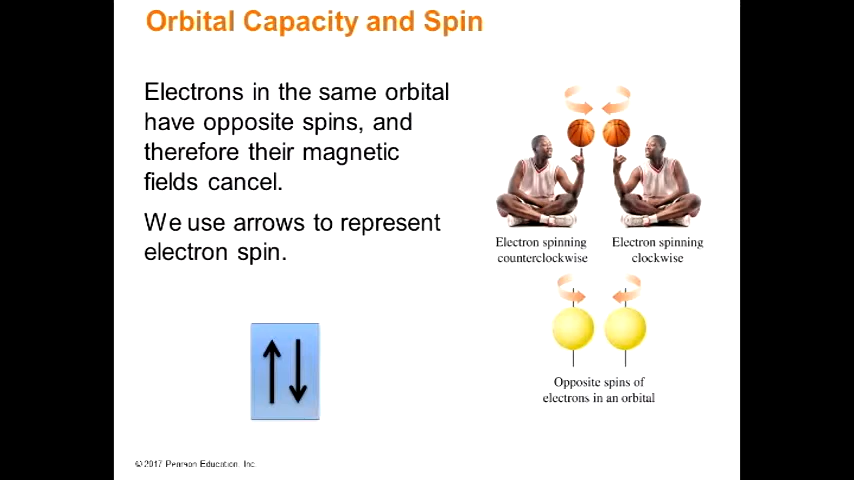 Orbital Capacity and Spin
Electrons in the same orbital
have opposite spins, and
therefore their magnetic
fields cancel.
We use arrows to represent
electron spin.
Electron spinning
counterclockwise
Electron spinning
clockwise
Opposite spins of
electrons in an orbital
© 2017 Pearson Education, Inc